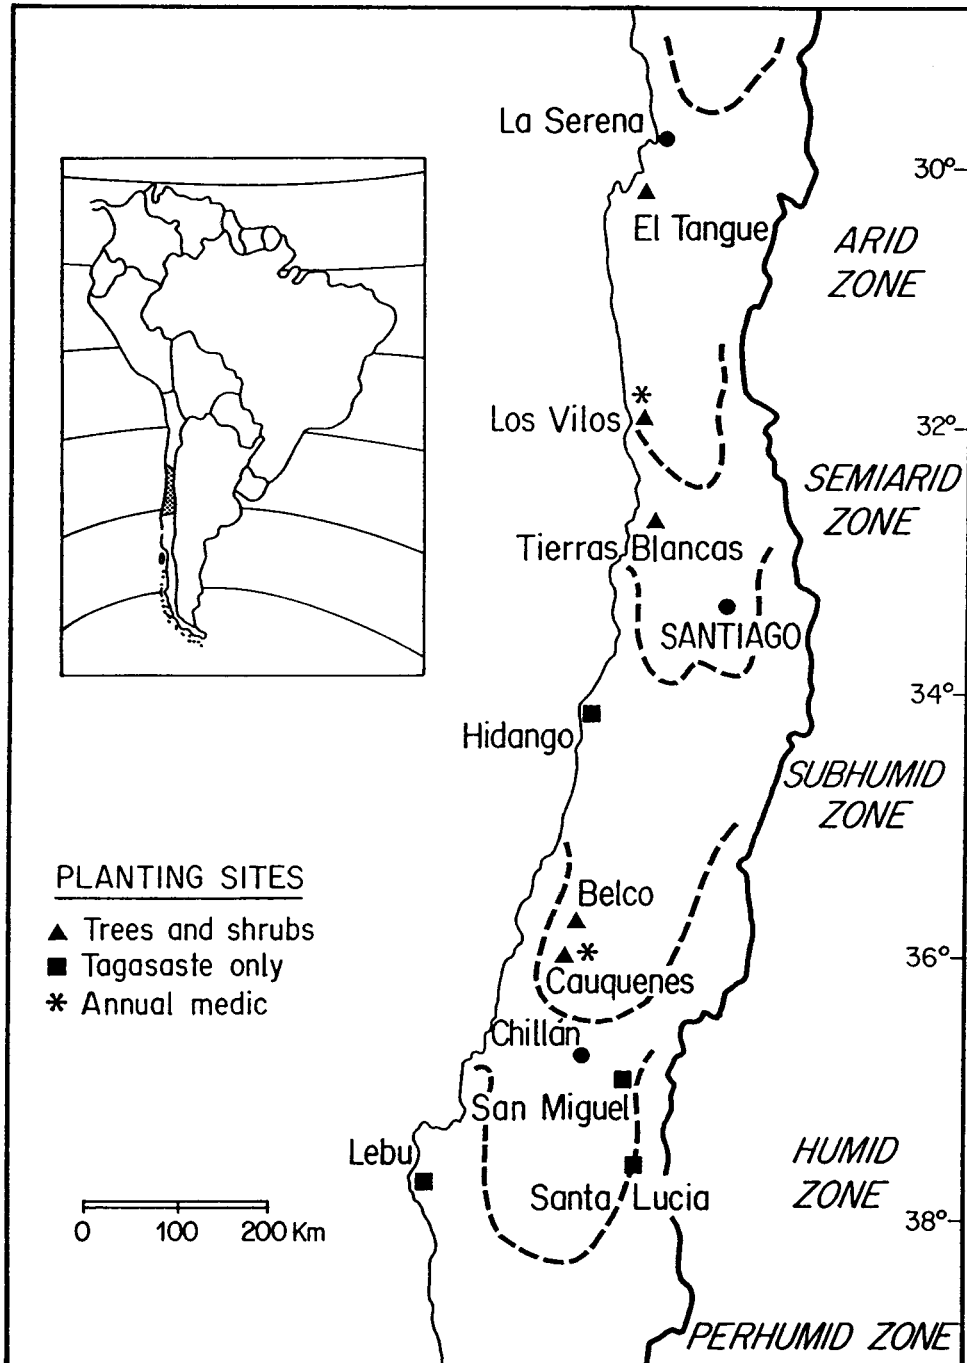 La Serena
30°
El Tangue
ARID
ZONE
*
Los Vilos
32°
SEMIARID
ZONE
Tierras Blancas
SANTIAGO
34°
Hidango
SUBHUMID
ZONE
PLANTING SITES
▲ Trees and shrubs
■ Tagasaste only
* Annual medic
Belco
*
36°
Cauquenes
Chillán
San Miguel
Lebu
HUMID
ZONE
Santa Lucia
38°
0 100 200 Km
PERHUMID ZONE